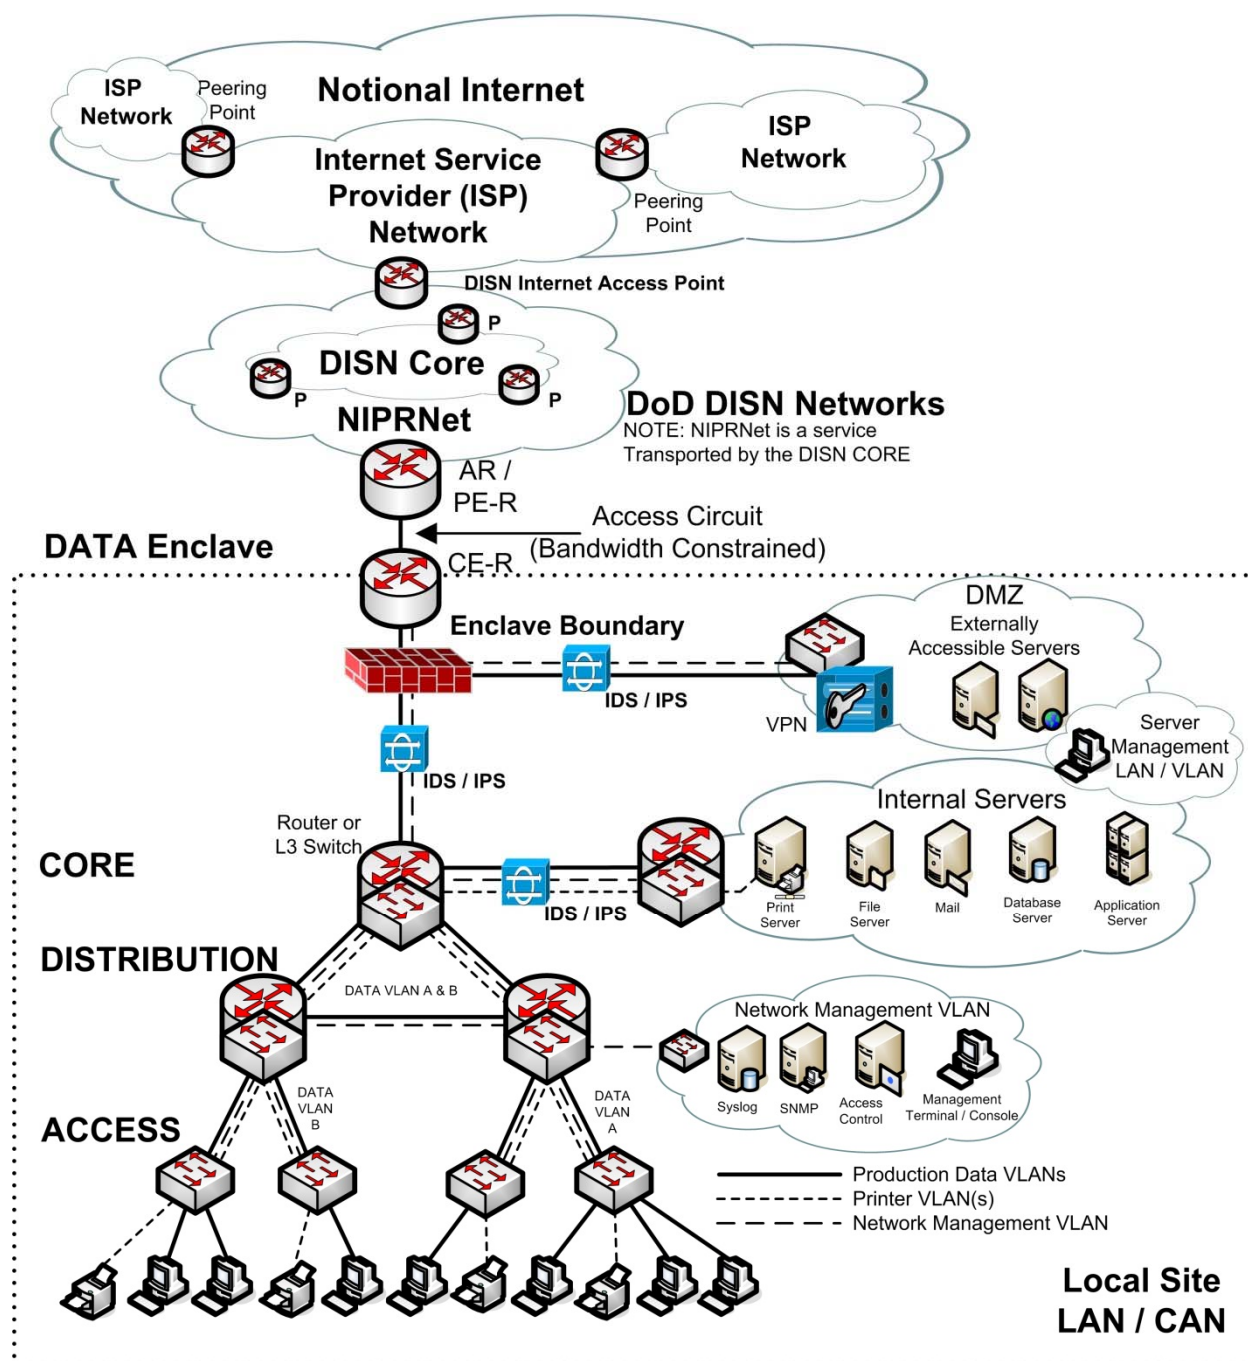 Notional Internet
ISP
Network
Peering
Point
ISP
Network
Internet Service
Provider (ISP)
Network
Peering
Point
DISN Internet Access Point
P
DISN Core
P
P
NIPRNet
DoD DISN Networks
NOTE: NIPRNet is a service
Transported by the DISN CORE
AR /
PE-R
Access Circuit
(Bandwidth Constrained)
DATA Enclave
CE-R
Enclave Boundary
DMZ
Externally
Accessible Servers
IDS / IPS
VPN
Server
Management
LAN / VLAN
IDS / IPS
Internal Servers
Router or
L3 Switch
CORE
IDS / IPS
Print
Server
File
Server
Mail
Database
Server
Application
Server
DISTRIBUTION
DATA VLAN A & B
Network Management VLAN
Syslog
SNMP
Access
Control
Management
Terminal / Console
DATA
VLAN
B
DATA
VLAN
A
ACCESS
Production Data VLANs
Printer VLAN(s)
Network Management VLAN
Local Site
LAN / CAN